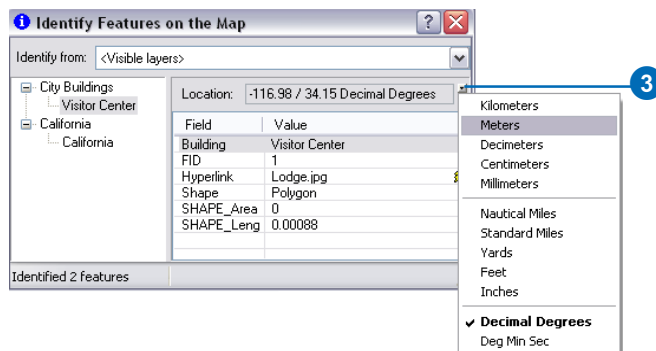 Identify Features on the Map
Identify from: <Visible layers>
City Buildings
Visitor Center
California
California
Location: -116.98 / 34.15 Decimal Degrees
Field Value
Building Visitor Center
FID 1
Hyperlink Lodge.jpg
Shape Polygon
SHAPE_Area 0
SHAPE_Leng 0.00088
Identified 2 features
3
Kilometers
Meters
Decimeters
Centimeters
Millimeters
Nautical Miles
Standard Miles
Yards
Feet
Inches
Decimal Degrees
Deg Min Sec